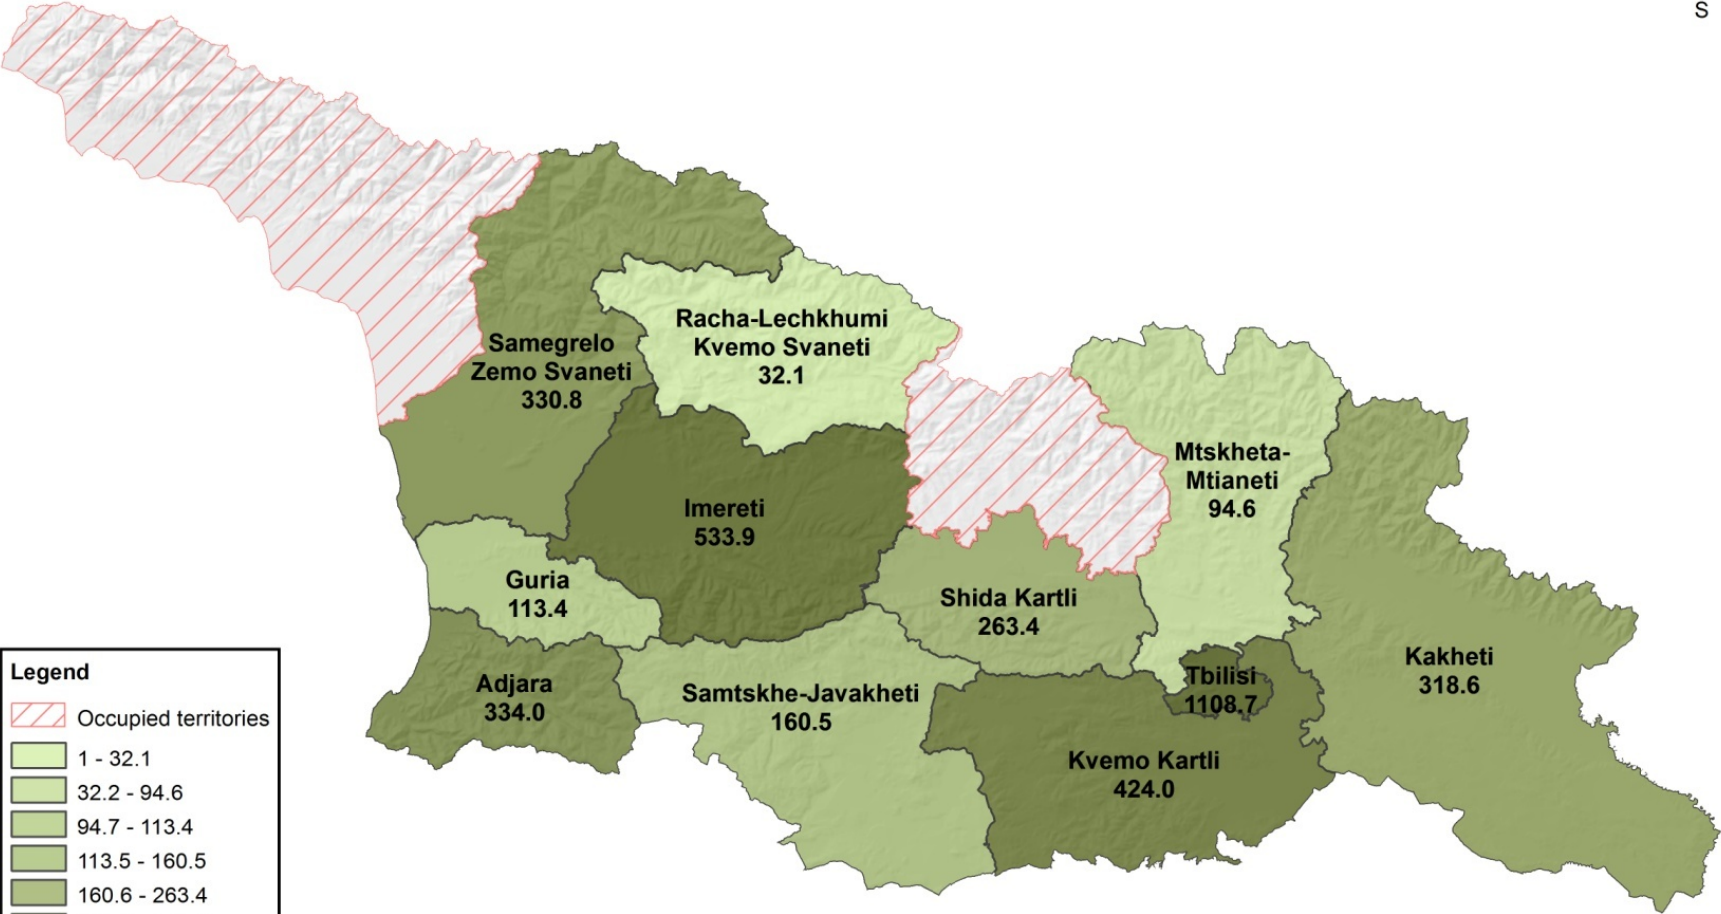 S
Racha-Lechkhumi
Kvemo Svaneti
32.1
Samegrelo
Zemo Svaneti
330.8
Mtskheta-
Mtianeti
94.6
Imereti
533.9
Guria
113.4
Shida Kartli
263.4
Kakheti
318.6
Adjara
334.0
Samtskhe-Javakheti
160.5
Tbilisi
1108.7
Kvemo Kartli
424.0
Legend
Occupied territories
1 - 32.1
32.2 - 94.6
94.7 - 113.4
113.5 - 160.5
160.6 - 263.4